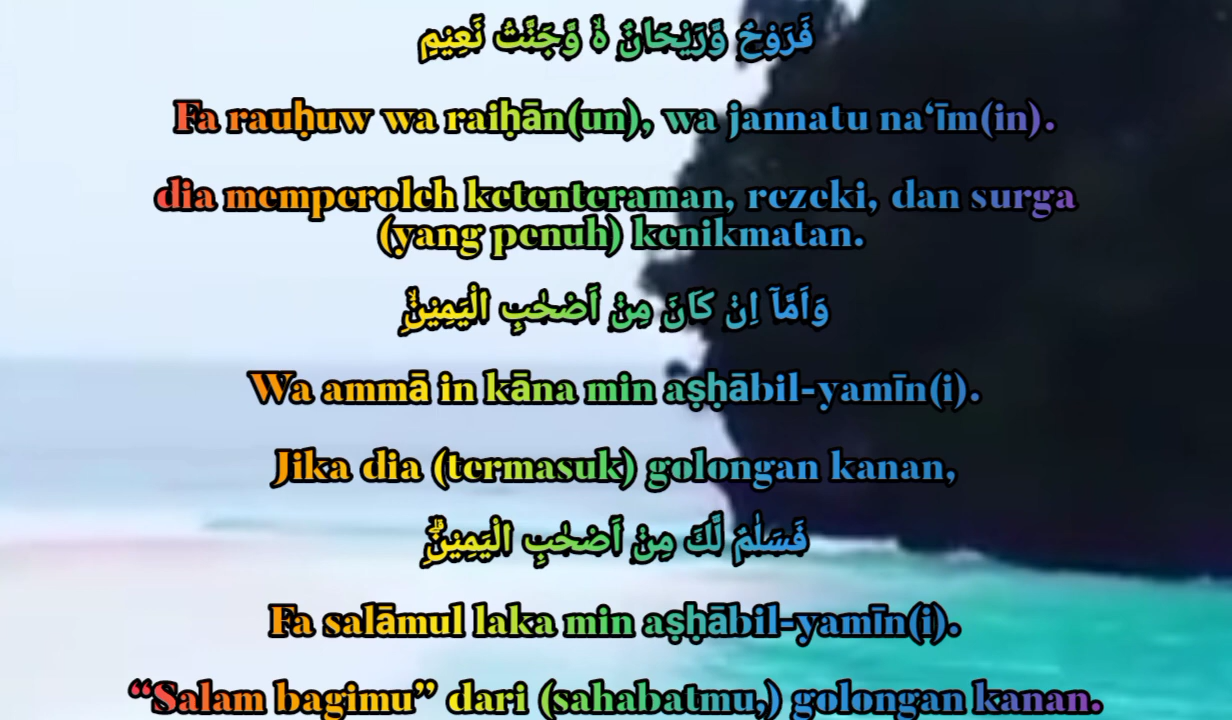 فَرَوْحٌ وَّرَيْحَانٌ ەۙ وَّجَنَّتُ نَعِيْمٍ
Fa rauḥuw wa raiḥān(un), wa jannatu na‘īm(in).
dia memperoleh ketenteraman, rezeki, dan surga
(yang penuh) kenikmatan.
وَاَمَّآ اِنْ كَانَ مِنْ اَصْحٰبِ الْيَمِيْنِۙ
Wa ammā in kāna min aṣḥābil-yamīn(i).
Jika dia (termasuk) golongan kanan,
فَسَلٰمٌ لَّكَ مِنْ اَصْحٰبِ الْيَمِيْنِۗ
Fa salāmul laka min aṣḥābil-yamīn(i).
“Salam bagimu” dari (sahabatmu,) golongan kanan.